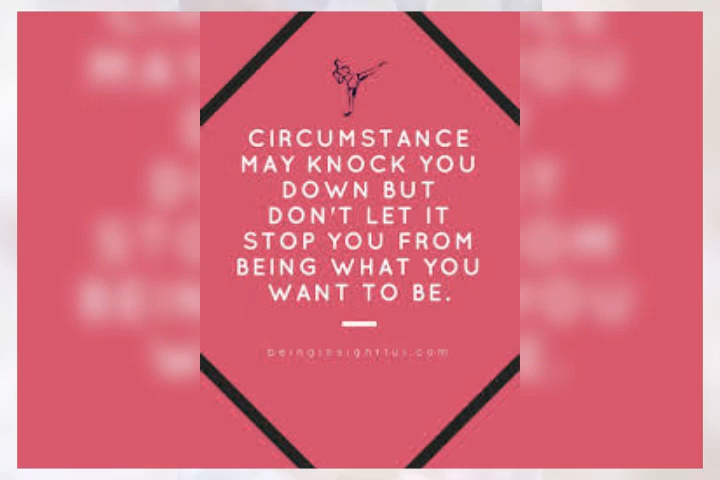 CIRCUMSTANCE
MAY KNOCK YOU
DOWN BUT
DON'T LET IT
STOP YOU FROM
BEING WHAT YOU
WANT TO BE.
beinginsightful.com